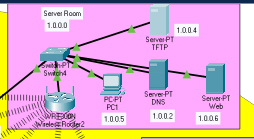 Server Room
1.0.0.0
Server-PT
TFTP
1.0.0.4
Switch-PT
Switch4
PC-PT
PC1
1.0.0.5
Server-PT
DNS
1.0.0.2
Server-PT
Web
1.0.0.6
Wireless Router2